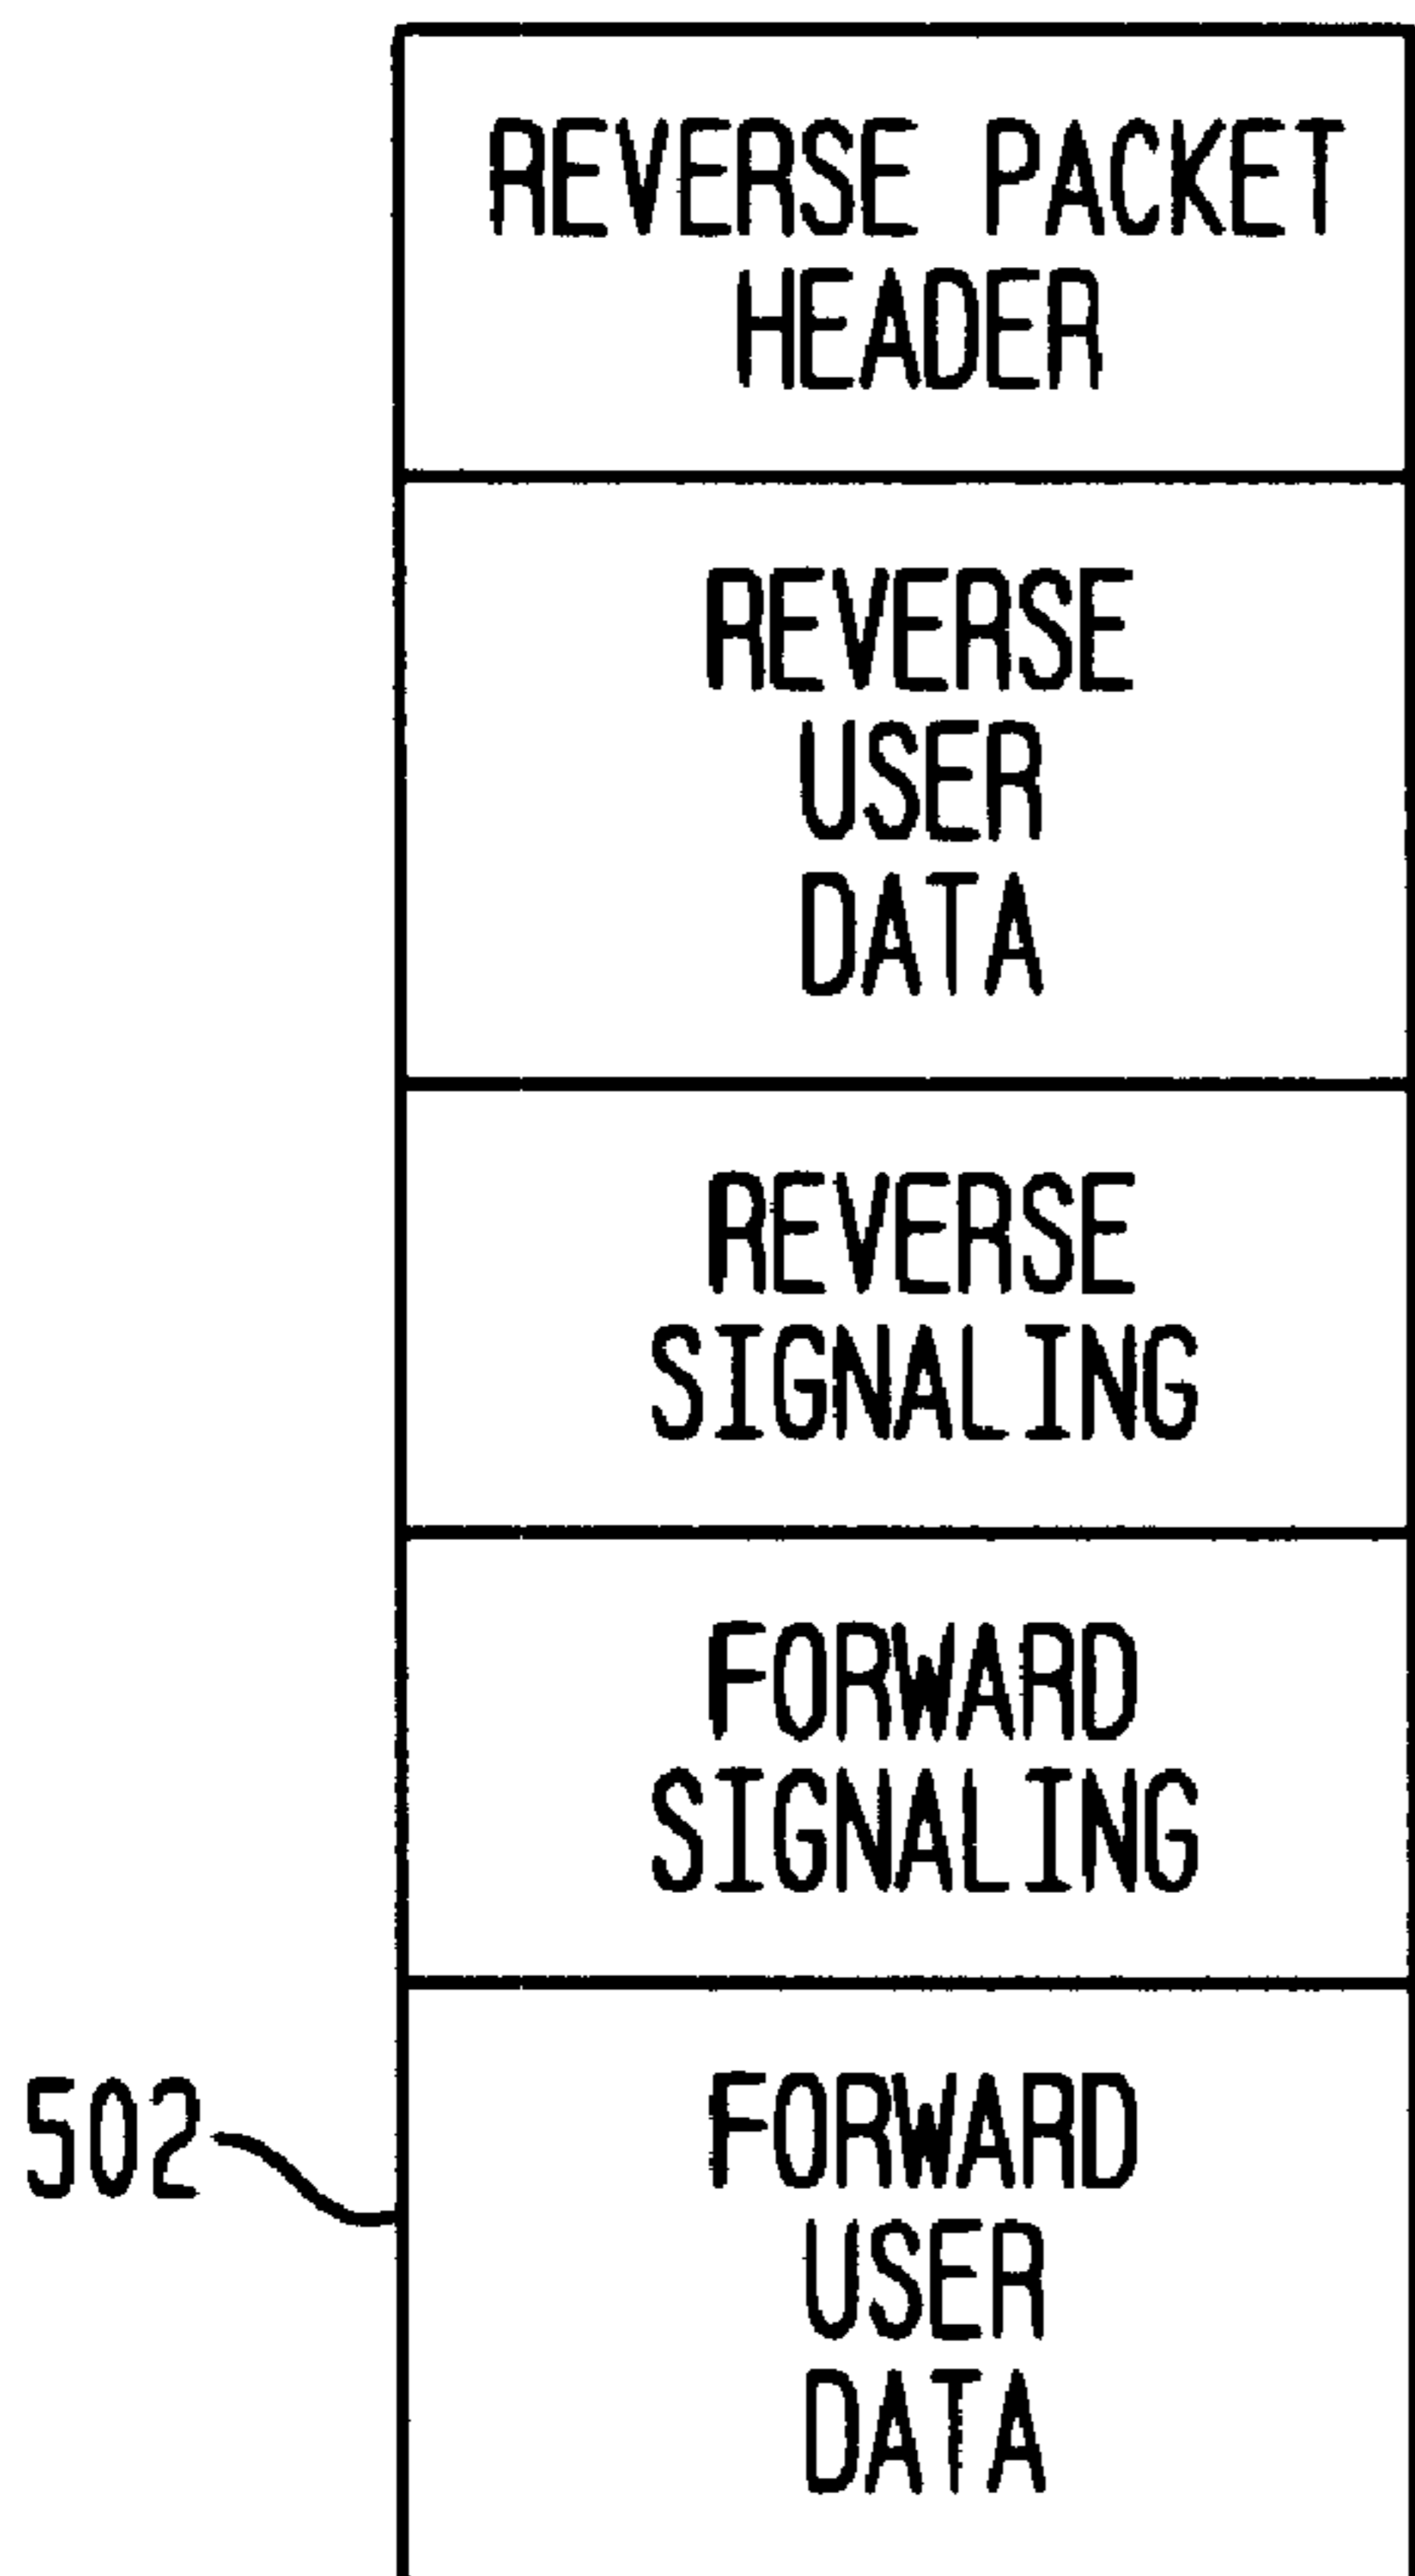 REVERSE PACKET
HEADER
REVERSE
USER
DATA
REVERSE
SIGNALING
FORWARD
SIGNALING
502
FORWARD
USER
DATA